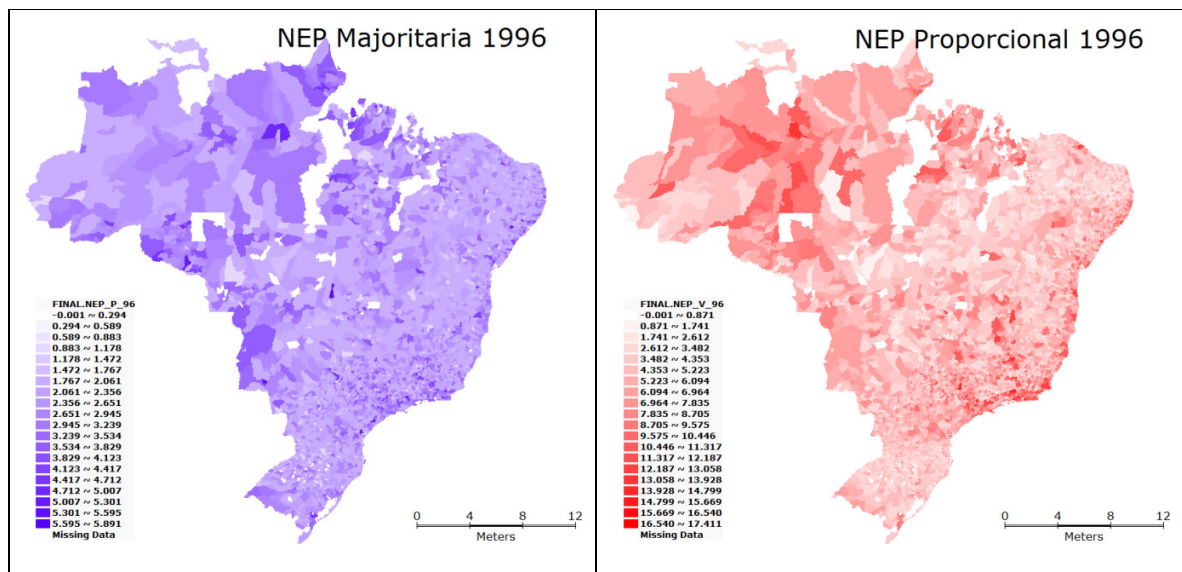 NEP Majoritaria 1996
FINAL.NEP_P_96
-0.001 ~ 0.294
0.294 ~ 0.589
0.589 ~ 0.883
0.883 ~ 1.178
1.178 ~ 1.472
1.472 ~ 1.767
1.767 ~ 2.061
2.061 ~ 2.356
2.356 ~ 2.651
2.651 ~ 2.945
2.945 ~ 3.239
3.239 ~ 3.534
3.534 ~ 3.829
3.829 ~ 4.123
4.123 ~ 4.417
4.417 ~ 4.712
4.712 ~ 5.007
5.007 ~ 5.301
5.301 ~ 5.595
5.595 ~ 5.891
Missing Data
0 4 8 12
Meters
NEP Proporcional 1996
FINAL.NEP_V_96
-0.001 ~ 0.871
0.871 ~ 1.741
1.741 ~ 2.612
2.612 ~ 3.482
3.482 ~ 4.353
4.353 ~ 5.223
5.223 ~ 6.094
6.094 ~ 6.964
6.964 ~ 7.835
7.835 ~ 8.705
8.705 ~ 9.575
9.575 ~ 10.446
10.446 ~ 11.317
11.317 ~ 12.187
12.187 ~ 13.058
13.058 ~ 13.928
13.928 ~ 14.799
14.799 ~ 15.669
15.669 ~ 16.540
16.540 ~ 17.411
Missing Data
0 4 8 12
Meters